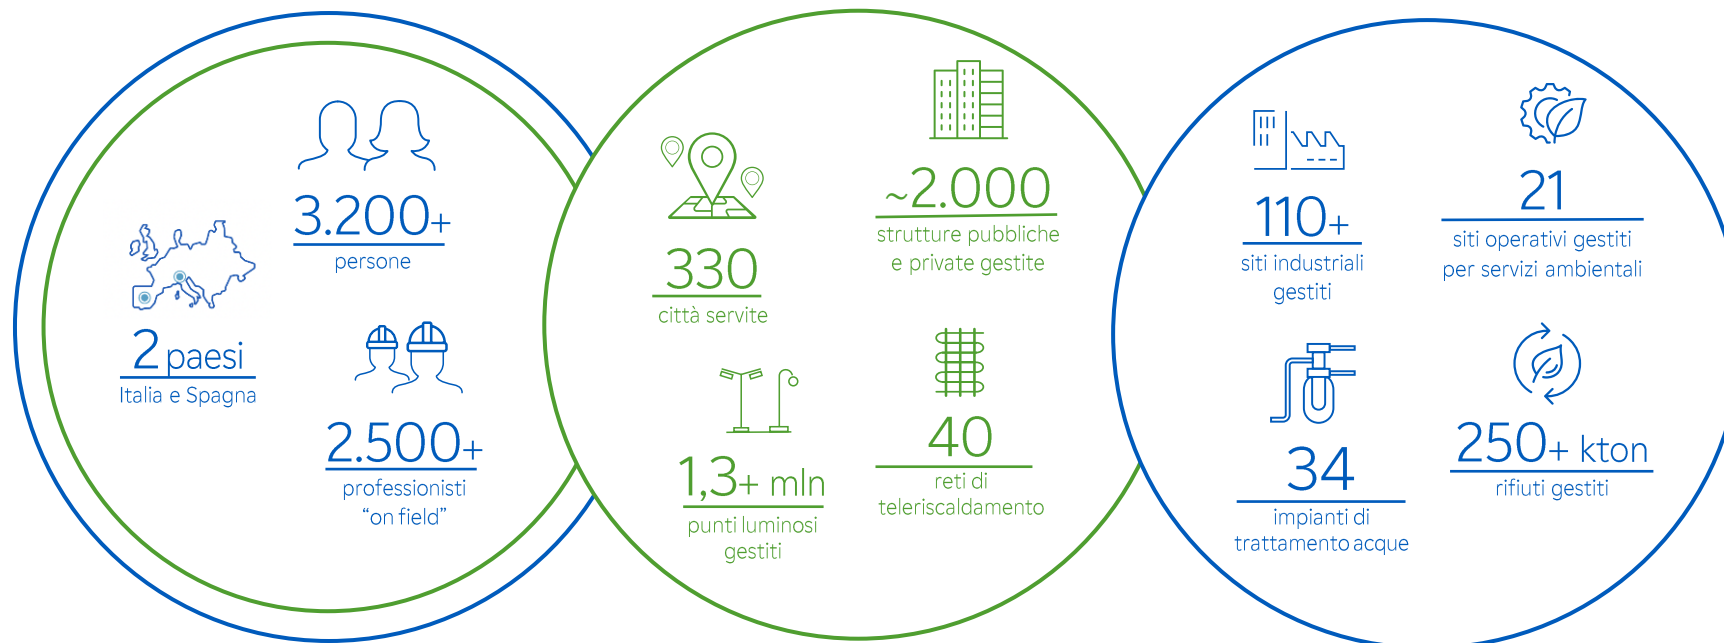 3.200+
persone
2 paesi
Italia e Spagna
2.500+
professionisti
“on field”
330
città servite
~2.000
strutture pubbliche
e private gestite
1,3+ mln
punti luminosi
gestiti
40
reti di
teleriscaldamento
110+
siti industriali
gestiti
21
siti operativi gestiti
per servizi ambientali
34
impianti di
trattamento acque
250+ kton
rifiuti gestiti